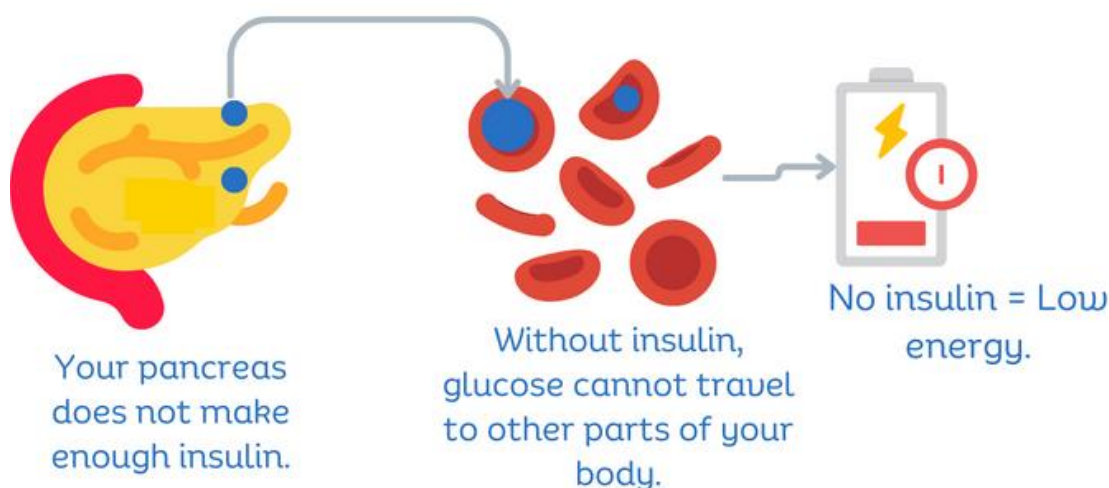 Your pancreas
does not make
enough insulin.
Without insulin,
glucose cannot travel
to other parts of your
body.
No insulin = Low
energy.